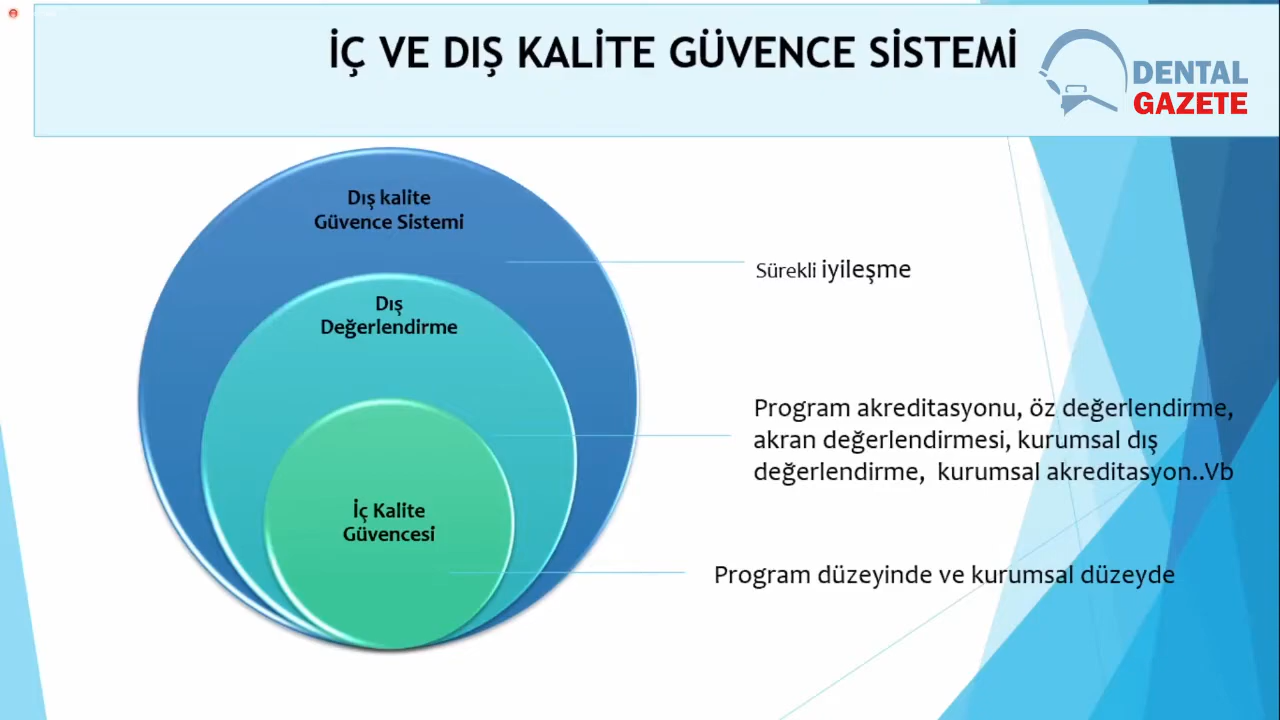 İÇ VE DIŞ KALİTE GÜVENCE SİSTEMİ
DENTAL
GAZETE
Dış kalite
Güvence Sistemi
Sürekli iyileşme
Dış
Değerlendirme
Program akreditasyonu, öz değerlendirme,
akran değerlendirmesi, kurumsal dış
değerlendirme,  kurumsal akreditasyon..Vb
İç Kalite
Güvencesi
Program düzeyinde ve kurumsal düzeyde